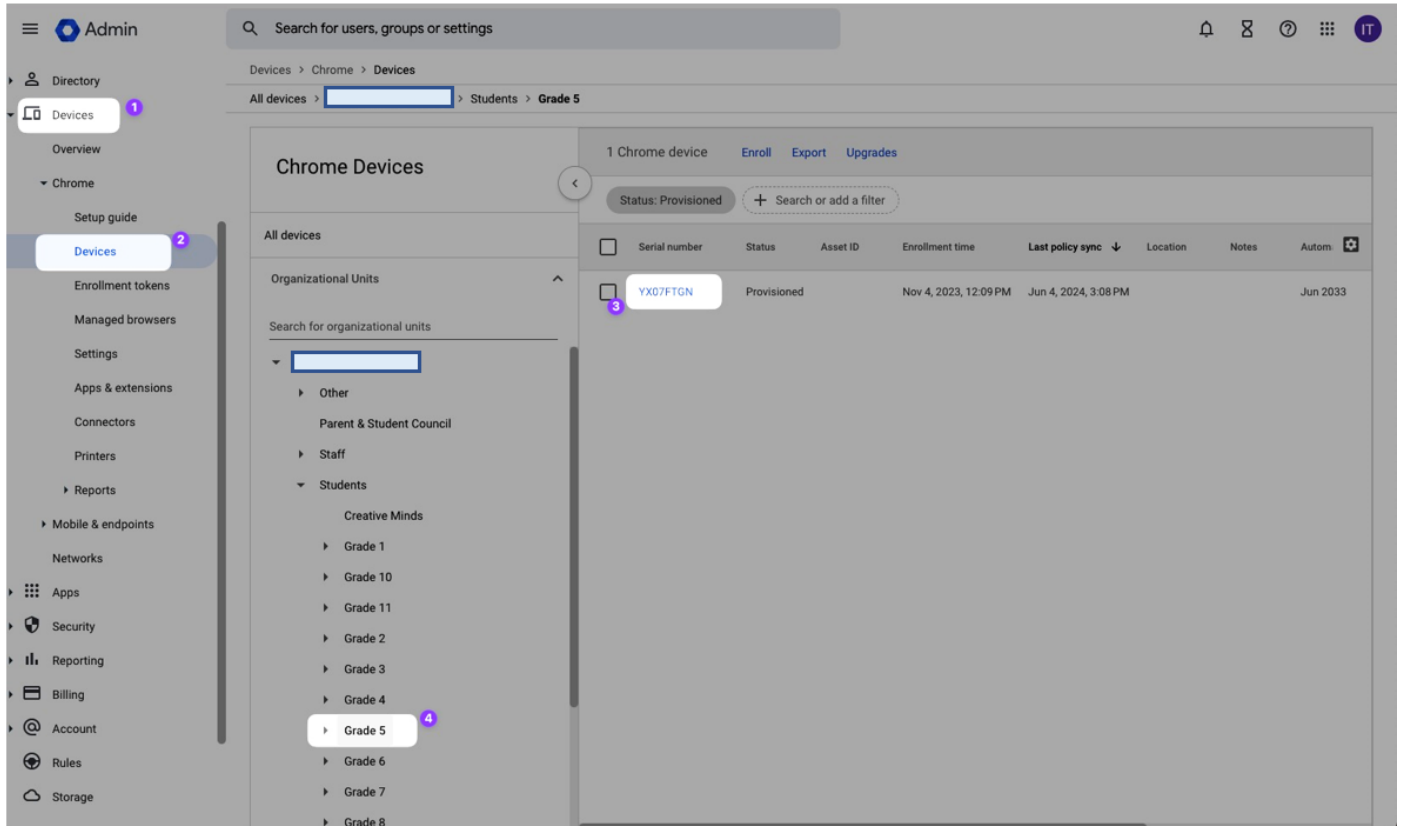 Admin
Search for users, groups or settings
IT
Directory
Devices 1
Overview
Chrome
Setup guide
Devices 2
Enrollment tokens
Managed browsers
Settings
Apps & extensions
Connectors
Printers
Reports
Mobile & endpoints
Networks
Apps
Security
Reporting
Billing
Account
Rules
Storage
Devices > Chrome > Devices
All devices > > Students > Grade 5
Chrome Devices
All devices
Organizational Units
Search for organizational units
Other
Parent & Student Council
Staff
Students
Creative Minds
Grade 1
Grade 10
Grade 11
Grade 2
Grade 3
Grade 4
Grade 5 4
Grade 6
Grade 7
Grade 8
1 Chrome device Enroll Export Upgrades
Status: Provisioned + Search or add a filter
Serial number Status Asset ID Enrollment time Last policy sync Location Notes Autom
3 YX07FTGN Provisioned Nov 4, 2023, 12:09 PM Jun 4, 2024, 3:08 PM Jun 2033